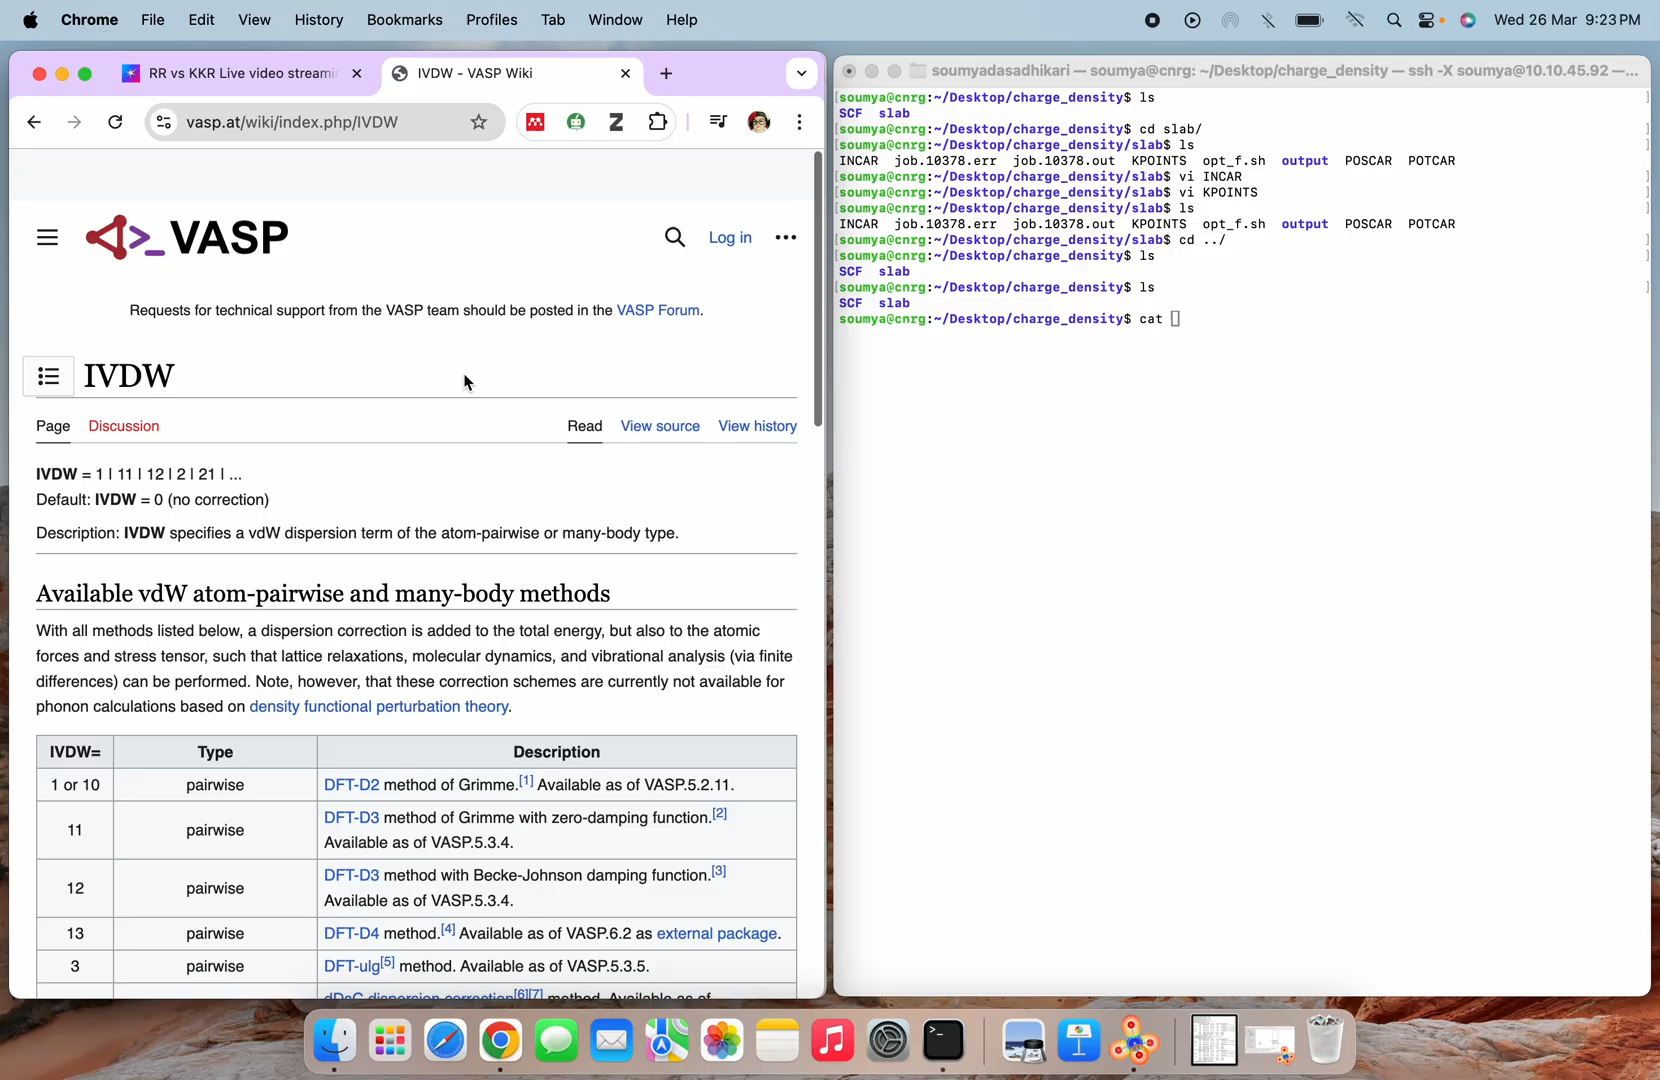 Chrome File Edit View History Bookmarks Profiles Tab Window Help Wed 26 Mar 9:23 PM
RR vs KKR Live video streami
IVDW - VASP Wiki
vasp.at/wiki/index.php/IVDW
VASP
Log in
Requests for technical support from the VASP team should be posted in the VASP Forum.
IVDW
Page Discussion Read View source View history
IVDW = 1 | 11 | 12 | 2 | 21 | ...
Default: IVDW = 0 (no correction)
Description: IVDW specifies a vdW dispersion term of the atom-pairwise or many-body type.
Available vdW atom-pairwise and many-body methods
With all methods listed below, a dispersion correction is added to the total energy, but also to the atomic
forces and stress tensor, such that lattice relaxations, molecular dynamics, and vibrational analysis (via finite
differences) can be performed. Note, however, that these correction schemes are currently not available for
phonon calculations based on density functional perturbation theory.
IVDW= Type Description
1 or 10 pairwise DFT-D2 method of Grimme.[1] Available as of VASP.5.2.11.
11 pairwise DFT-D3 method of Grimme with zero-damping function.[2]
Available as of VASP.5.3.4.
12 pairwise DFT-D3 method with Becke-Johnson damping function.[3]
Available as of VASP.5.3.4.
13 pairwise DFT-D4 method.[4] Available as of VASP.6.2 as external package.
3 pairwise DFT-ulg[5] method. Available as of VASP.5.3.5.
dDsC dispersion correction[6][7] method. Available as of
soumyadasadhikari — soumya@cnrg: ~/Desktop/charge_density — ssh -X soumya@10.10.45.92 —...
[soumya@cnrg:~/Desktop/charge_density$ ls ]
SCF slab
[soumya@cnrg:~/Desktop/charge_density$ cd slab/ ]
[soumya@cnrg:~/Desktop/charge_density/slab$ ls ]
INCAR job.10378.err job.10378.out KPOINTS opt_f.sh output POSCAR POTCAR
[soumya@cnrg:~/Desktop/charge_density/slab$ vi INCAR ]
[soumya@cnrg:~/Desktop/charge_density/slab$ vi KPOINTS ]
[soumya@cnrg:~/Desktop/charge_density/slab$ ls ]
INCAR job.10378.err job.10378.out KPOINTS opt_f.sh output POSCAR POTCAR
[soumya@cnrg:~/Desktop/charge_density/slab$ cd ../ ]
[soumya@cnrg:~/Desktop/charge_density$ ls ]
SCF slab
[soumya@cnrg:~/Desktop/charge_density$ ls ]
SCF slab
soumya@cnrg:~/Desktop/charge_density$ cat